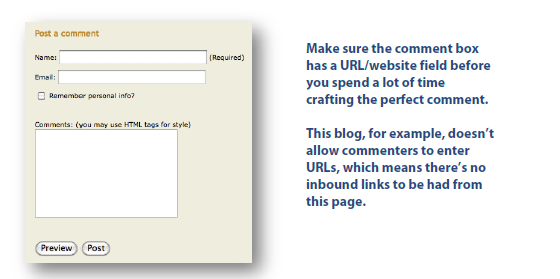 Post a comment
Name: (Required)
Email:
Remember personal info?
Comments: (you may use HTML tags for style)
Preview Post
Make sure the comment box
has a URL/website field before
you spend a lot of time
crafting the perfect comment.
This blog, for example, doesn’t
allow commenters to enter
URLs, which means there’s no
inbound links to be had from
this page.